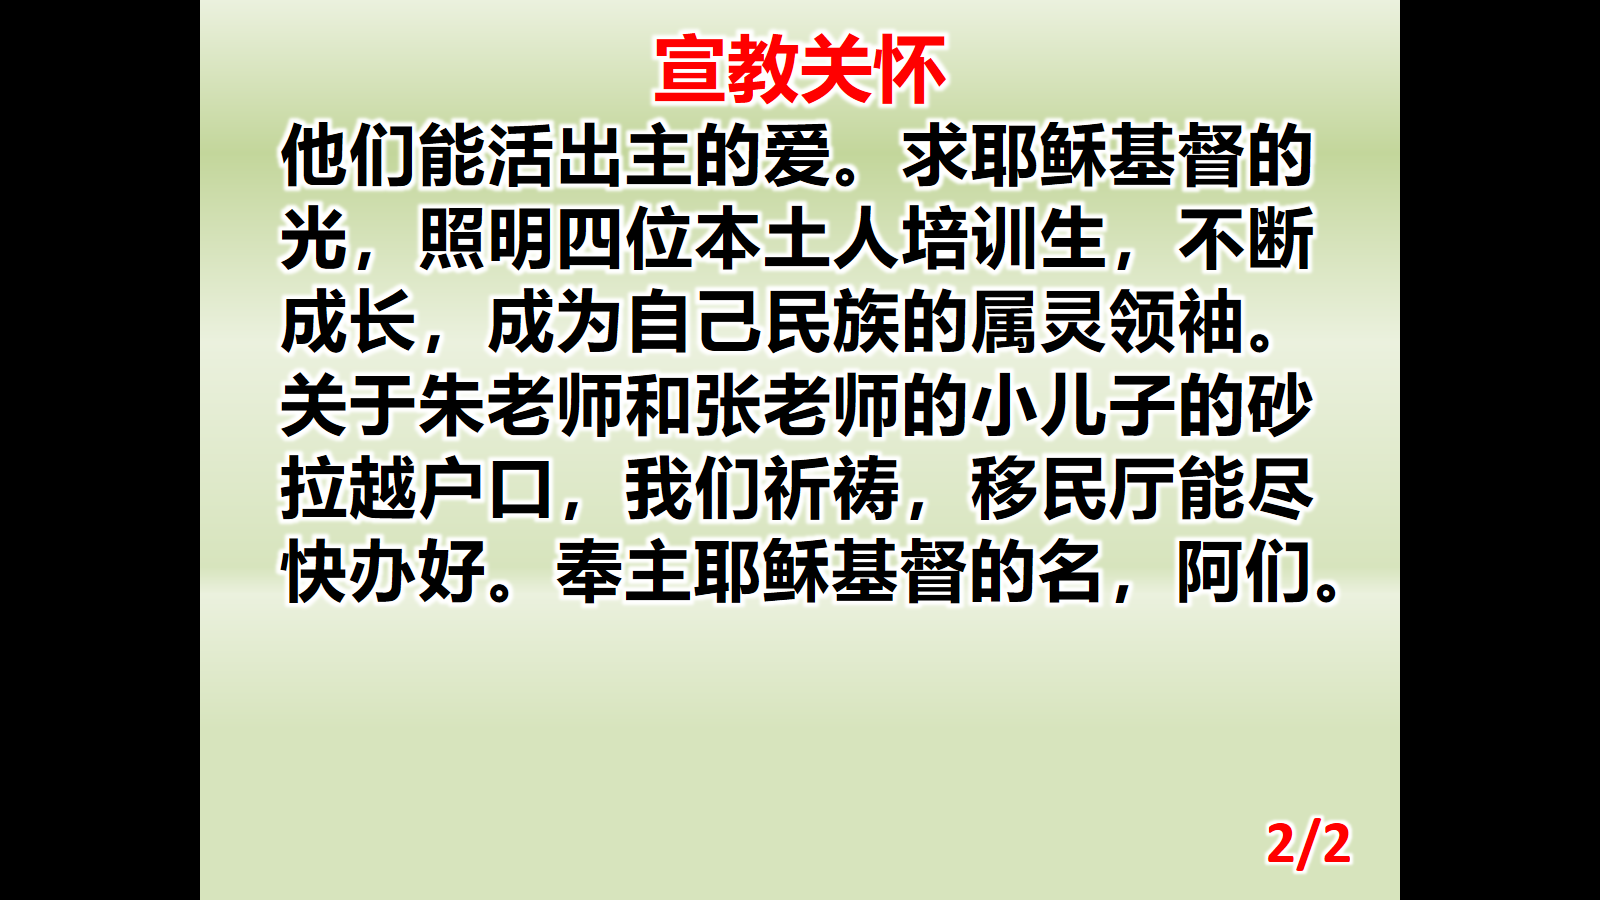 宣教关怀
他们能活出主的爱。求耶稣基督的
光，照明四位本土人培训生，不断
成长，成为自己民族的属灵领袖。
关于朱老师和张老师的小儿子的砂
拉越户口，我们祈祷，移民厅能尽
快办好。奉主耶稣基督的名，阿们。
2/2